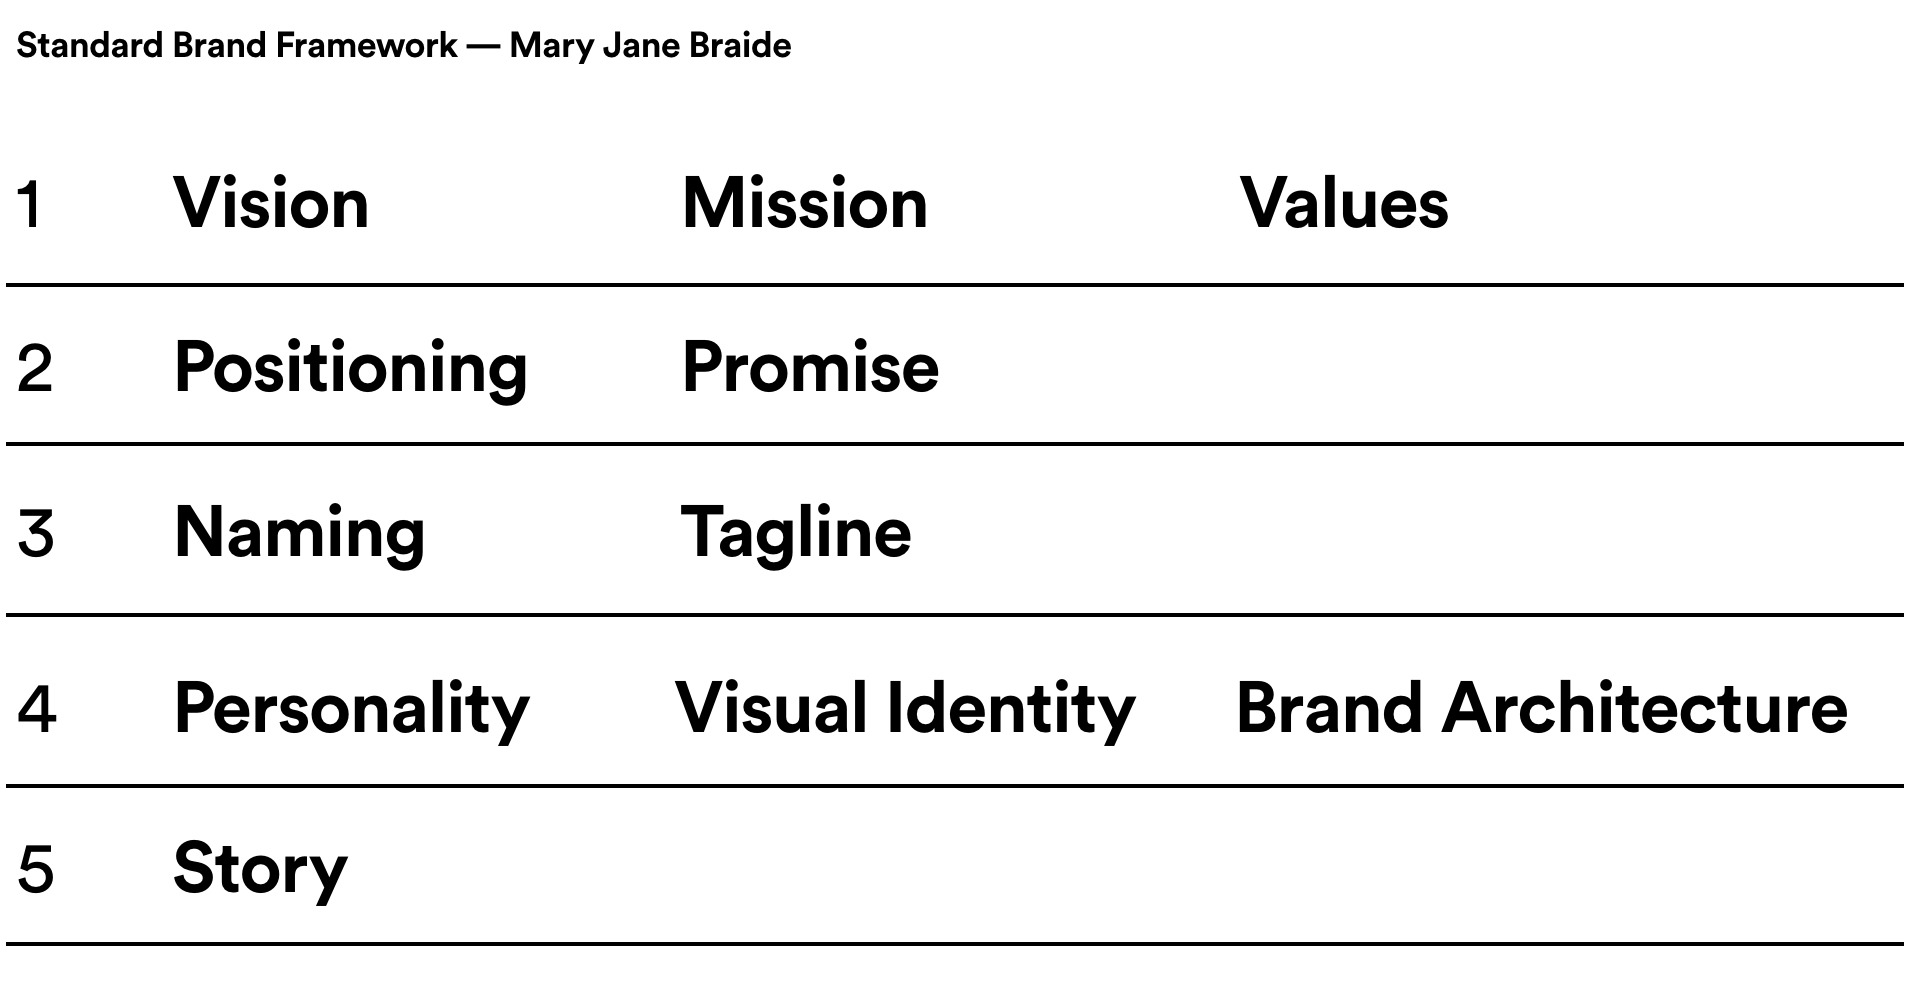 Standard Brand Framework — Mary Jane Braide
1 Vision Mission Values
2 Positioning Promise
3 Naming Tagline
4 Personality Visual Identity Brand Architecture
5 Story